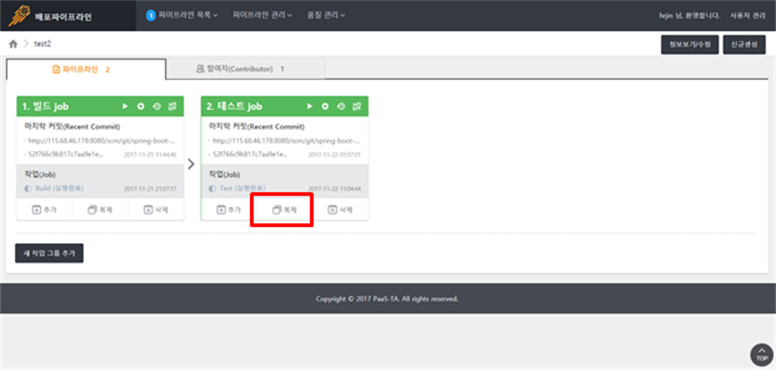 배포파이프라인
1 파이프라인 목록 파이프라인 관리 품질 관리
hrjin 님, 환영합니다. 사용자 관리
test2
정보보기/수정 신규생성
파이프라인 2
참여자(Contributor) 1
1. 빌드 Job
마지막 커밋(Recent Commit)
- http://115.68.46.178:8080/scm/git/spring-boot-...
- 52f766c9b817c7aa9e1e... 2017-11-21 11:44:46
작업(Job)
Build (실행완료) 2017-11-21 21:07:17
추가 복제 삭제
2. 테스트 Job
마지막 커밋(Recent Commit)
- http://115.68.46.178:8080/scm/git/spring-boot-...
- 52f766c9b817c7aa9e1e... 2017-11-22 01:57:01
작업(Job)
Test (실행완료) 2017-11-22 11:04:44
추가 복제 삭제
새 작업 그룹 추가
Copyright © 2017 PaaS-TA. All rights reserved.
TOP